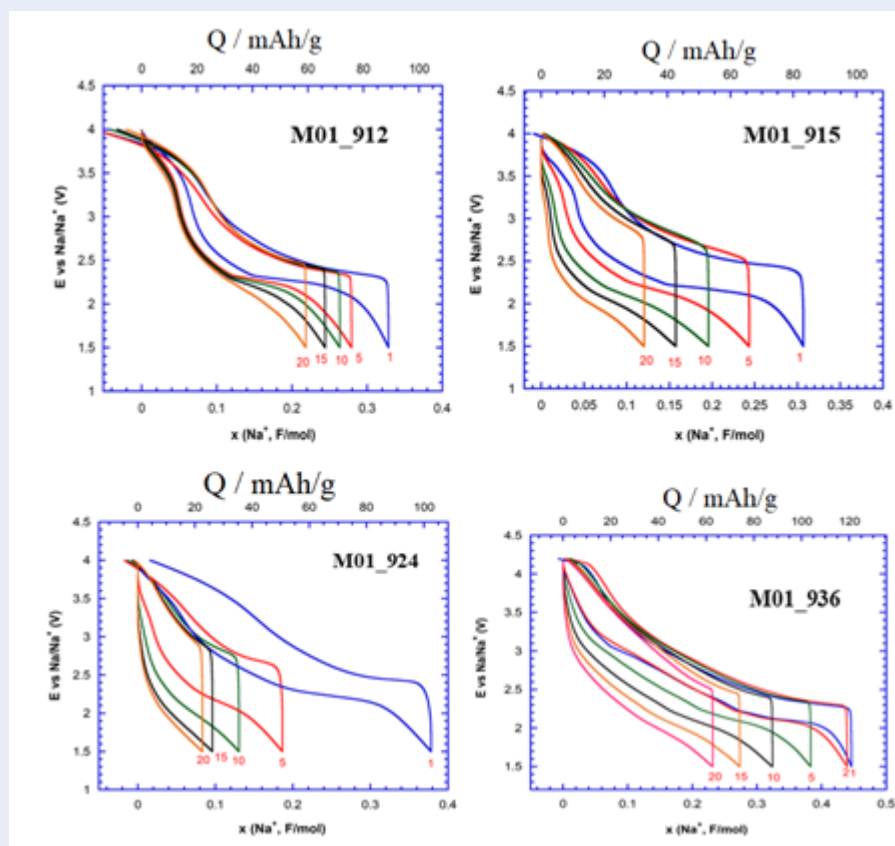 Q / mAh/g
0 20 40 60 80
4.5
4
3.5
3
2.5
2
1.5
1
E vs Na/Na⁺ (V)
M01_912
20 15 10 5 1
0 0.1 0.2 0.3 0.4
x (Na⁺, F/mol)
Q / mAh/g
0 20 40 60 80 100
4.5
4
3.5
3
2.5
2
1.5
1
E vs Na/Na⁺ (V)
M01_915
20 15 10 5 1
0 0.05 0.1 0.15 0.2 0.25 0.3 0.35
x (Na⁺, F/mol)
Q / mAh/g
0 20 40 60 80 100
4.5
4
3.5
3
2.5
2
1.5
1
E vs Na/Na⁺ (V)
M01_924
20 15 10 5 1
0 0.1 0.2 0.3 0.4
x (Na⁺, F/mol)
Q / mAh/g
0 20 40 60 80 100 120
4.5
4
3.5
3
2.5
2
1.5
E vs Na/Na⁺ (V)
M01_936
20 15 10 5 21
0 0.1 0.2 0.3 0.4 0.5
x (Na⁺, F/mol)